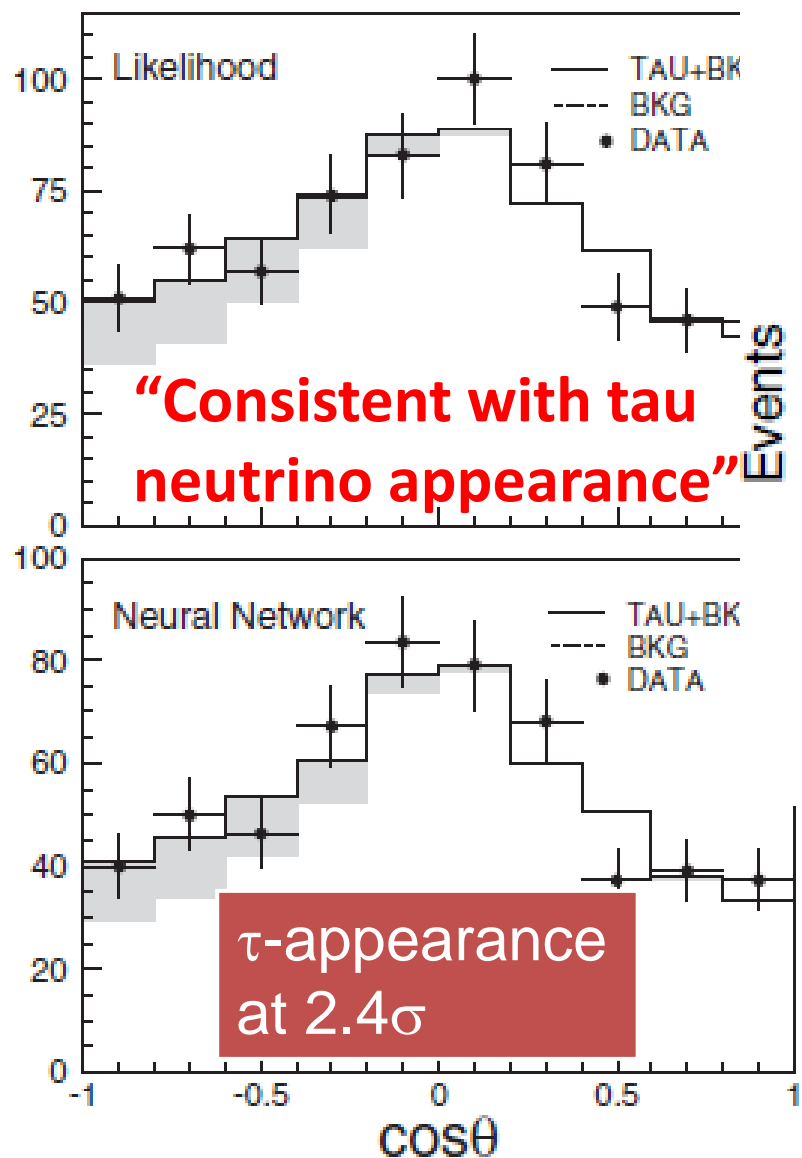 Likelihood
TAU+BK
BKG
DATA
100
75
50
25
0
“Consistent with tau
neutrino appearance”
Events
Neural Network
TAU+BK
BKG
DATA
100
80
60
40
20
0
τ-appearance
at 2.4σ
-1 -0.5 0 0.5 1
cosθ